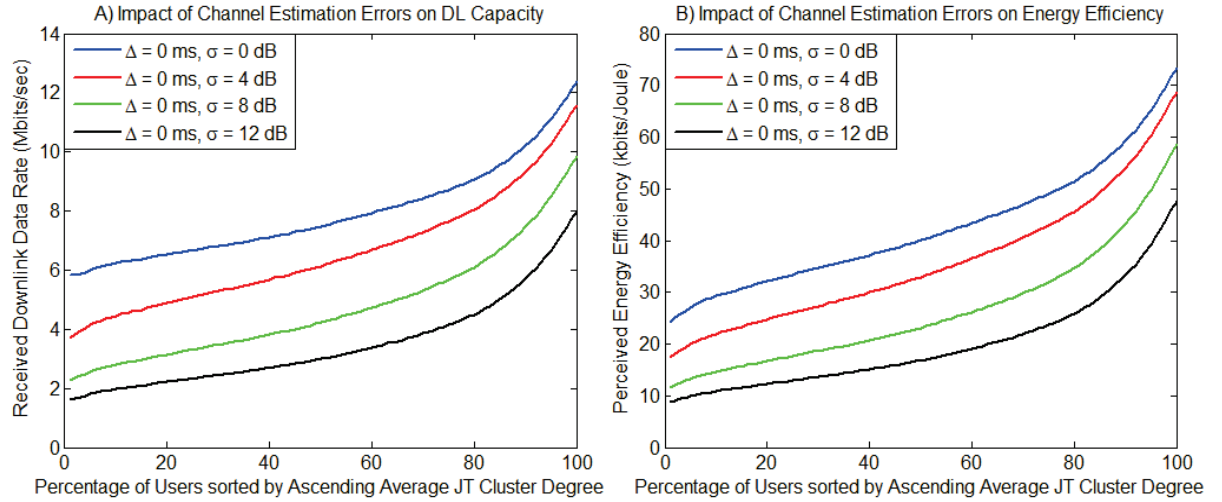 A) Impact of Channel Estimation Errors on DL Capacity
Received Downlink Data Rate (Mbits/sec)
14
12
10
8
6
4
2
0
Δ = 0 ms, σ = 0 dB
Δ = 0 ms, σ = 4 dB
Δ = 0 ms, σ = 8 dB
Δ = 0 ms, σ = 12 dB
0 20 40 60 80 100
Percentage of Users sorted by Ascending Average JT Cluster Degree
B) Impact of Channel Estimation Errors on Energy Efficiency
Perceived Energy Efficiency (kbits/Joule)
80
70
60
50
40
30
20
10
0
Δ = 0 ms, σ = 0 dB
Δ = 0 ms, σ = 4 dB
Δ = 0 ms, σ = 8 dB
Δ = 0 ms, σ = 12 dB
0 20 40 60 80 100
Percentage of Users sorted by Ascending Average JT Cluster Degree